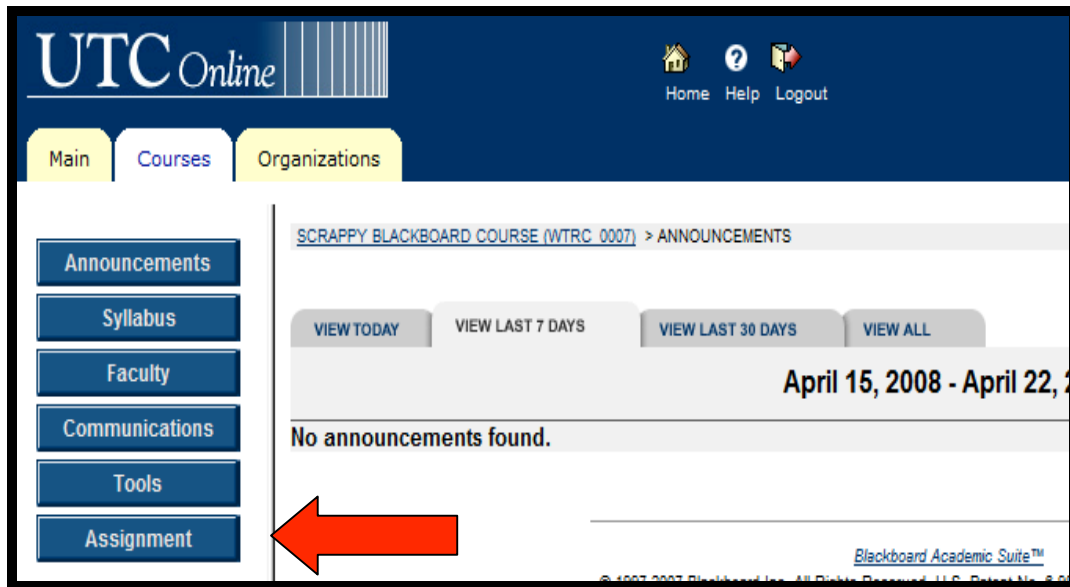 UTC Online
Home Help Logout
Main Courses Organizations
SCRAPPY BLACKBOARD COURSE (WTRC_0007) > ANNOUNCEMENTS
Announcements
Syllabus
Faculty
Communications
Tools
Assignment
VIEW TODAY VIEW LAST 7 DAYS VIEW LAST 30 DAYS VIEW ALL
April 15, 2008 - April 22,
No announcements found.
Blackboard Academic Suite™